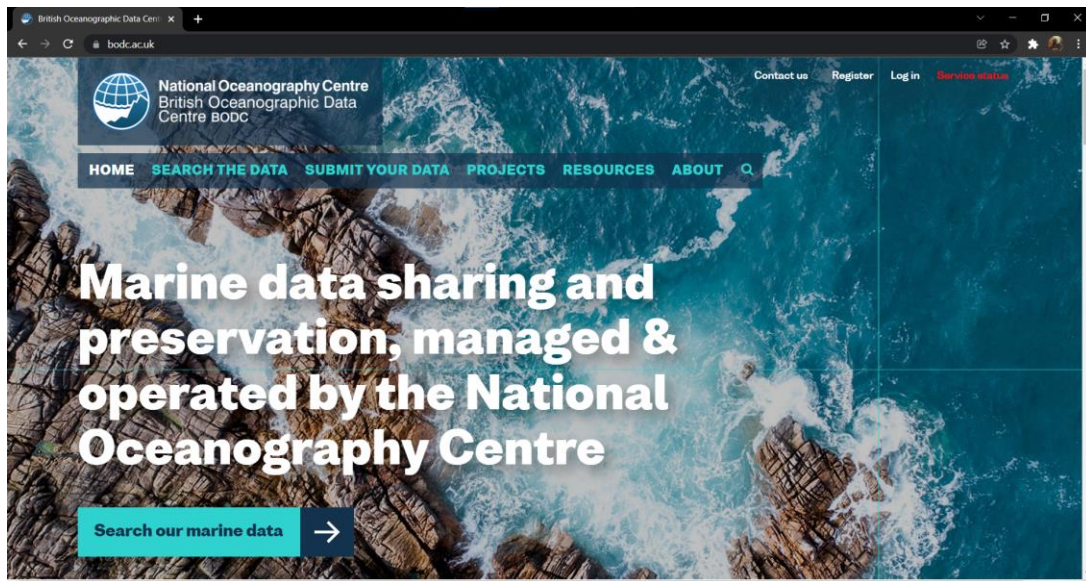 British Oceanographic Data Cent
bodc.ac.uk
National Oceanography Centre
British Oceanographic Data
Centre BODC
Contact us Register Log in Service status
HOME SEARCH THE DATA SUBMIT YOUR DATA PROJECTS RESOURCES ABOUT
Marine data sharing and
preservation, managed &
operated by the National
Oceanography Centre
Search our marine data